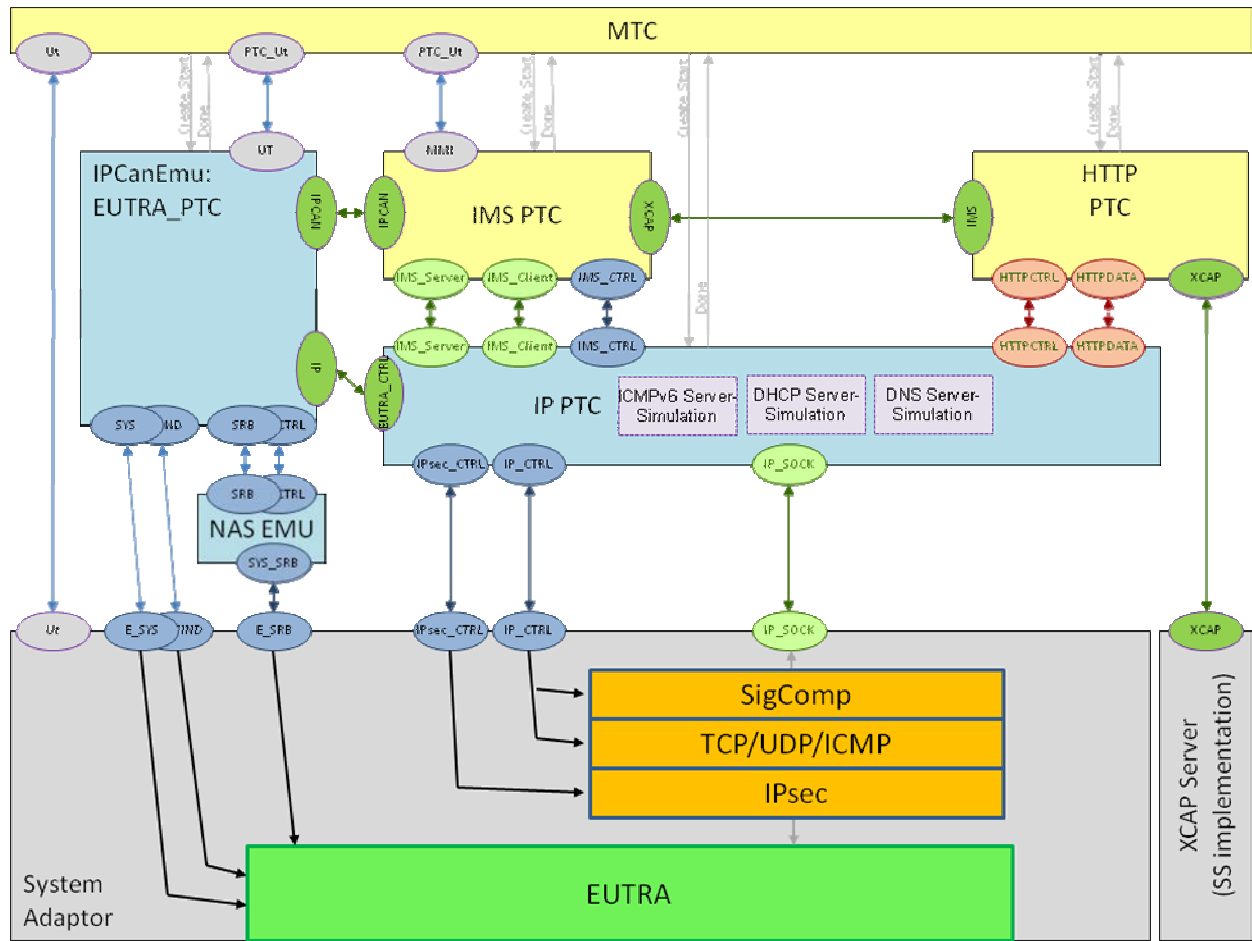 MTC
Ut
PTC_Ut
PTC_Ut
Create, Start
Done
Create, Start
Done
Create, Start
Done
Create, Start
Done
UT
MMI
IPCanEmu:
EUTRA_PTC
IPCAN
IPCAN
IMS PTC
XCAP
IMS
HTTP
PTC
IMS_Server
IMS_Client
IMS_CTRL
HTTPCTRL
HTTPDATA
XCAP
IMS_Server
IMS_Client
IMS_CTRL
HTTPCTRL
HTTPDATA
IP
EUTRA_CTRL
IP PTC
ICMPv6 Server-
Simulation
DHCP Server-
Simulation
DNS Server-
Simulation
SYS
IND
SRB
CTRL
IPsec_CTRL
IP_CTRL
IP_SOCK
SRB
CTRL
NAS EMU
SYS_SRB
Ut
E_SYS
IND
E_SRB
IPsec_CTRL
IP_CTRL
IP_SOCK
XCAP
SigComp
TCP/UDP/ICMP
IPsec
XCAP Server
(SS implementation)
System
Adaptor
EUTRA